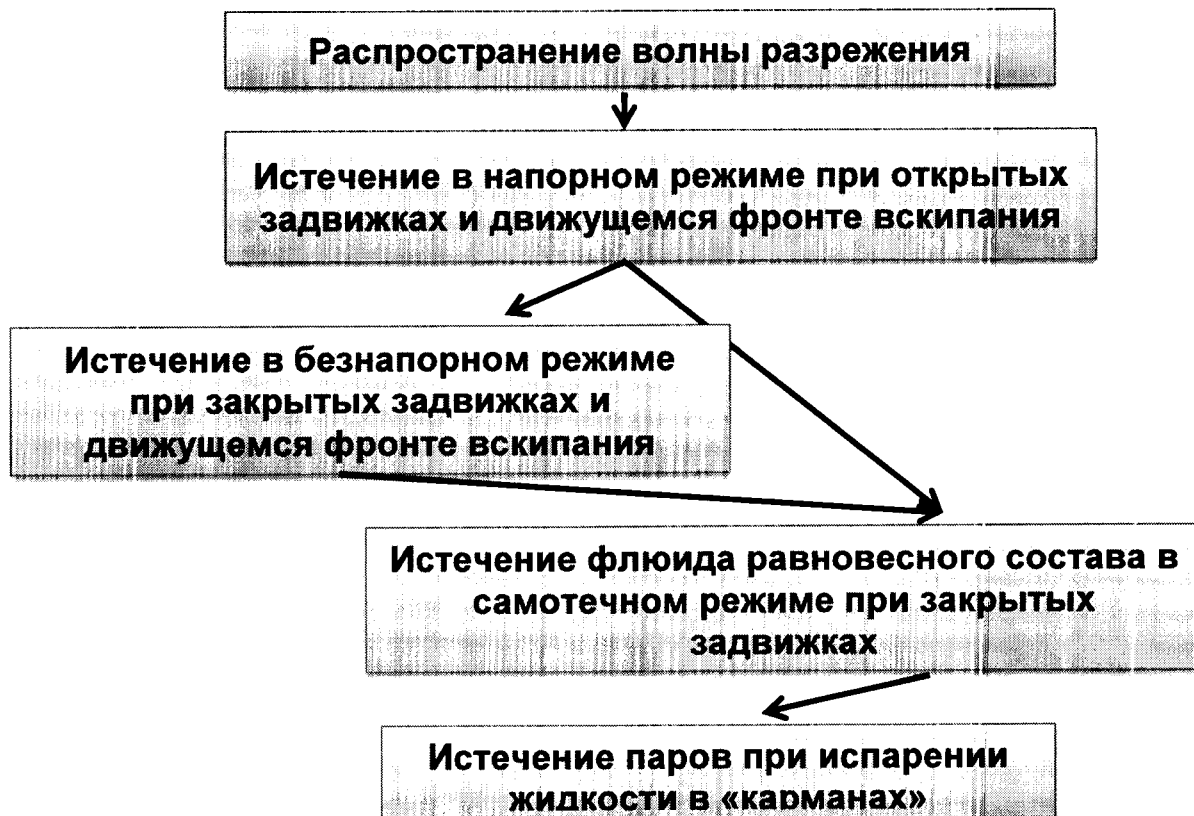 Распространение волны разрежения
Истечение в напорном режиме при открытых
задвижках и движущемся фронте вскипания
Истечение в безнапорном режиме
при закрытых задвижках и
движущемся фронте вскипания
Истечение флюида равновесного состава в
самотечном режиме при закрытых
задвижках
Истечение паров при испарении
жидкости в «карманах»